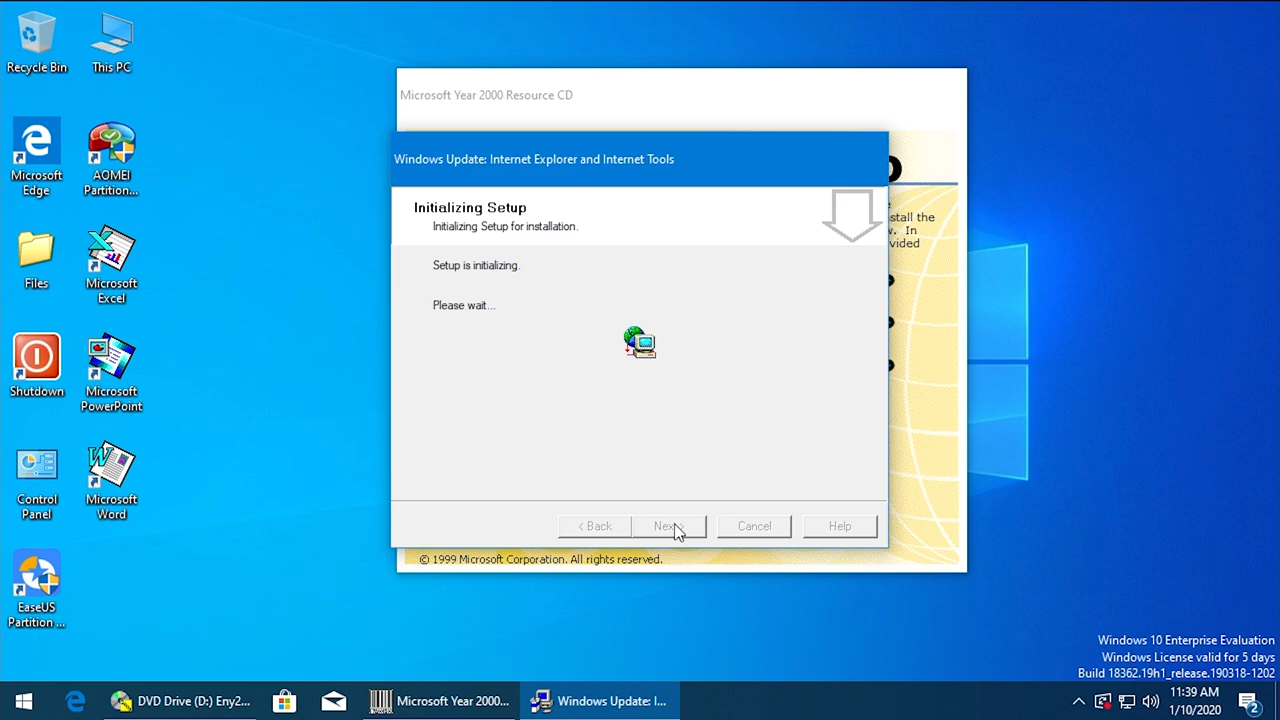 Recycle Bin
This PC
Microsoft
Edge
AOMEI
Partition...
Files
Microsoft
Excel
Shutdown
Microsoft
PowerPoint
Control
Panel
Microsoft
Word
EaseUS
Partition ...
Microsoft Year 2000 Resource CD
Windows Update: Internet Explorer and Internet Tools
Initializing Setup
Initializing Setup for installation.
Setup is initializing.
Please wait...
stall the
In
vided
< Back
Cancel
Help
© 1999 Microsoft Corporation. All rights reserved.
Windows 10 Enterprise Evaluation
Windows License valid for 5 days
Build 18362.19h1_release.190318-1202
DVD Drive (D:) Eny2...
Microsoft Year 2000...
Windows Update: I...
11:39 AM
1/10/2020
2